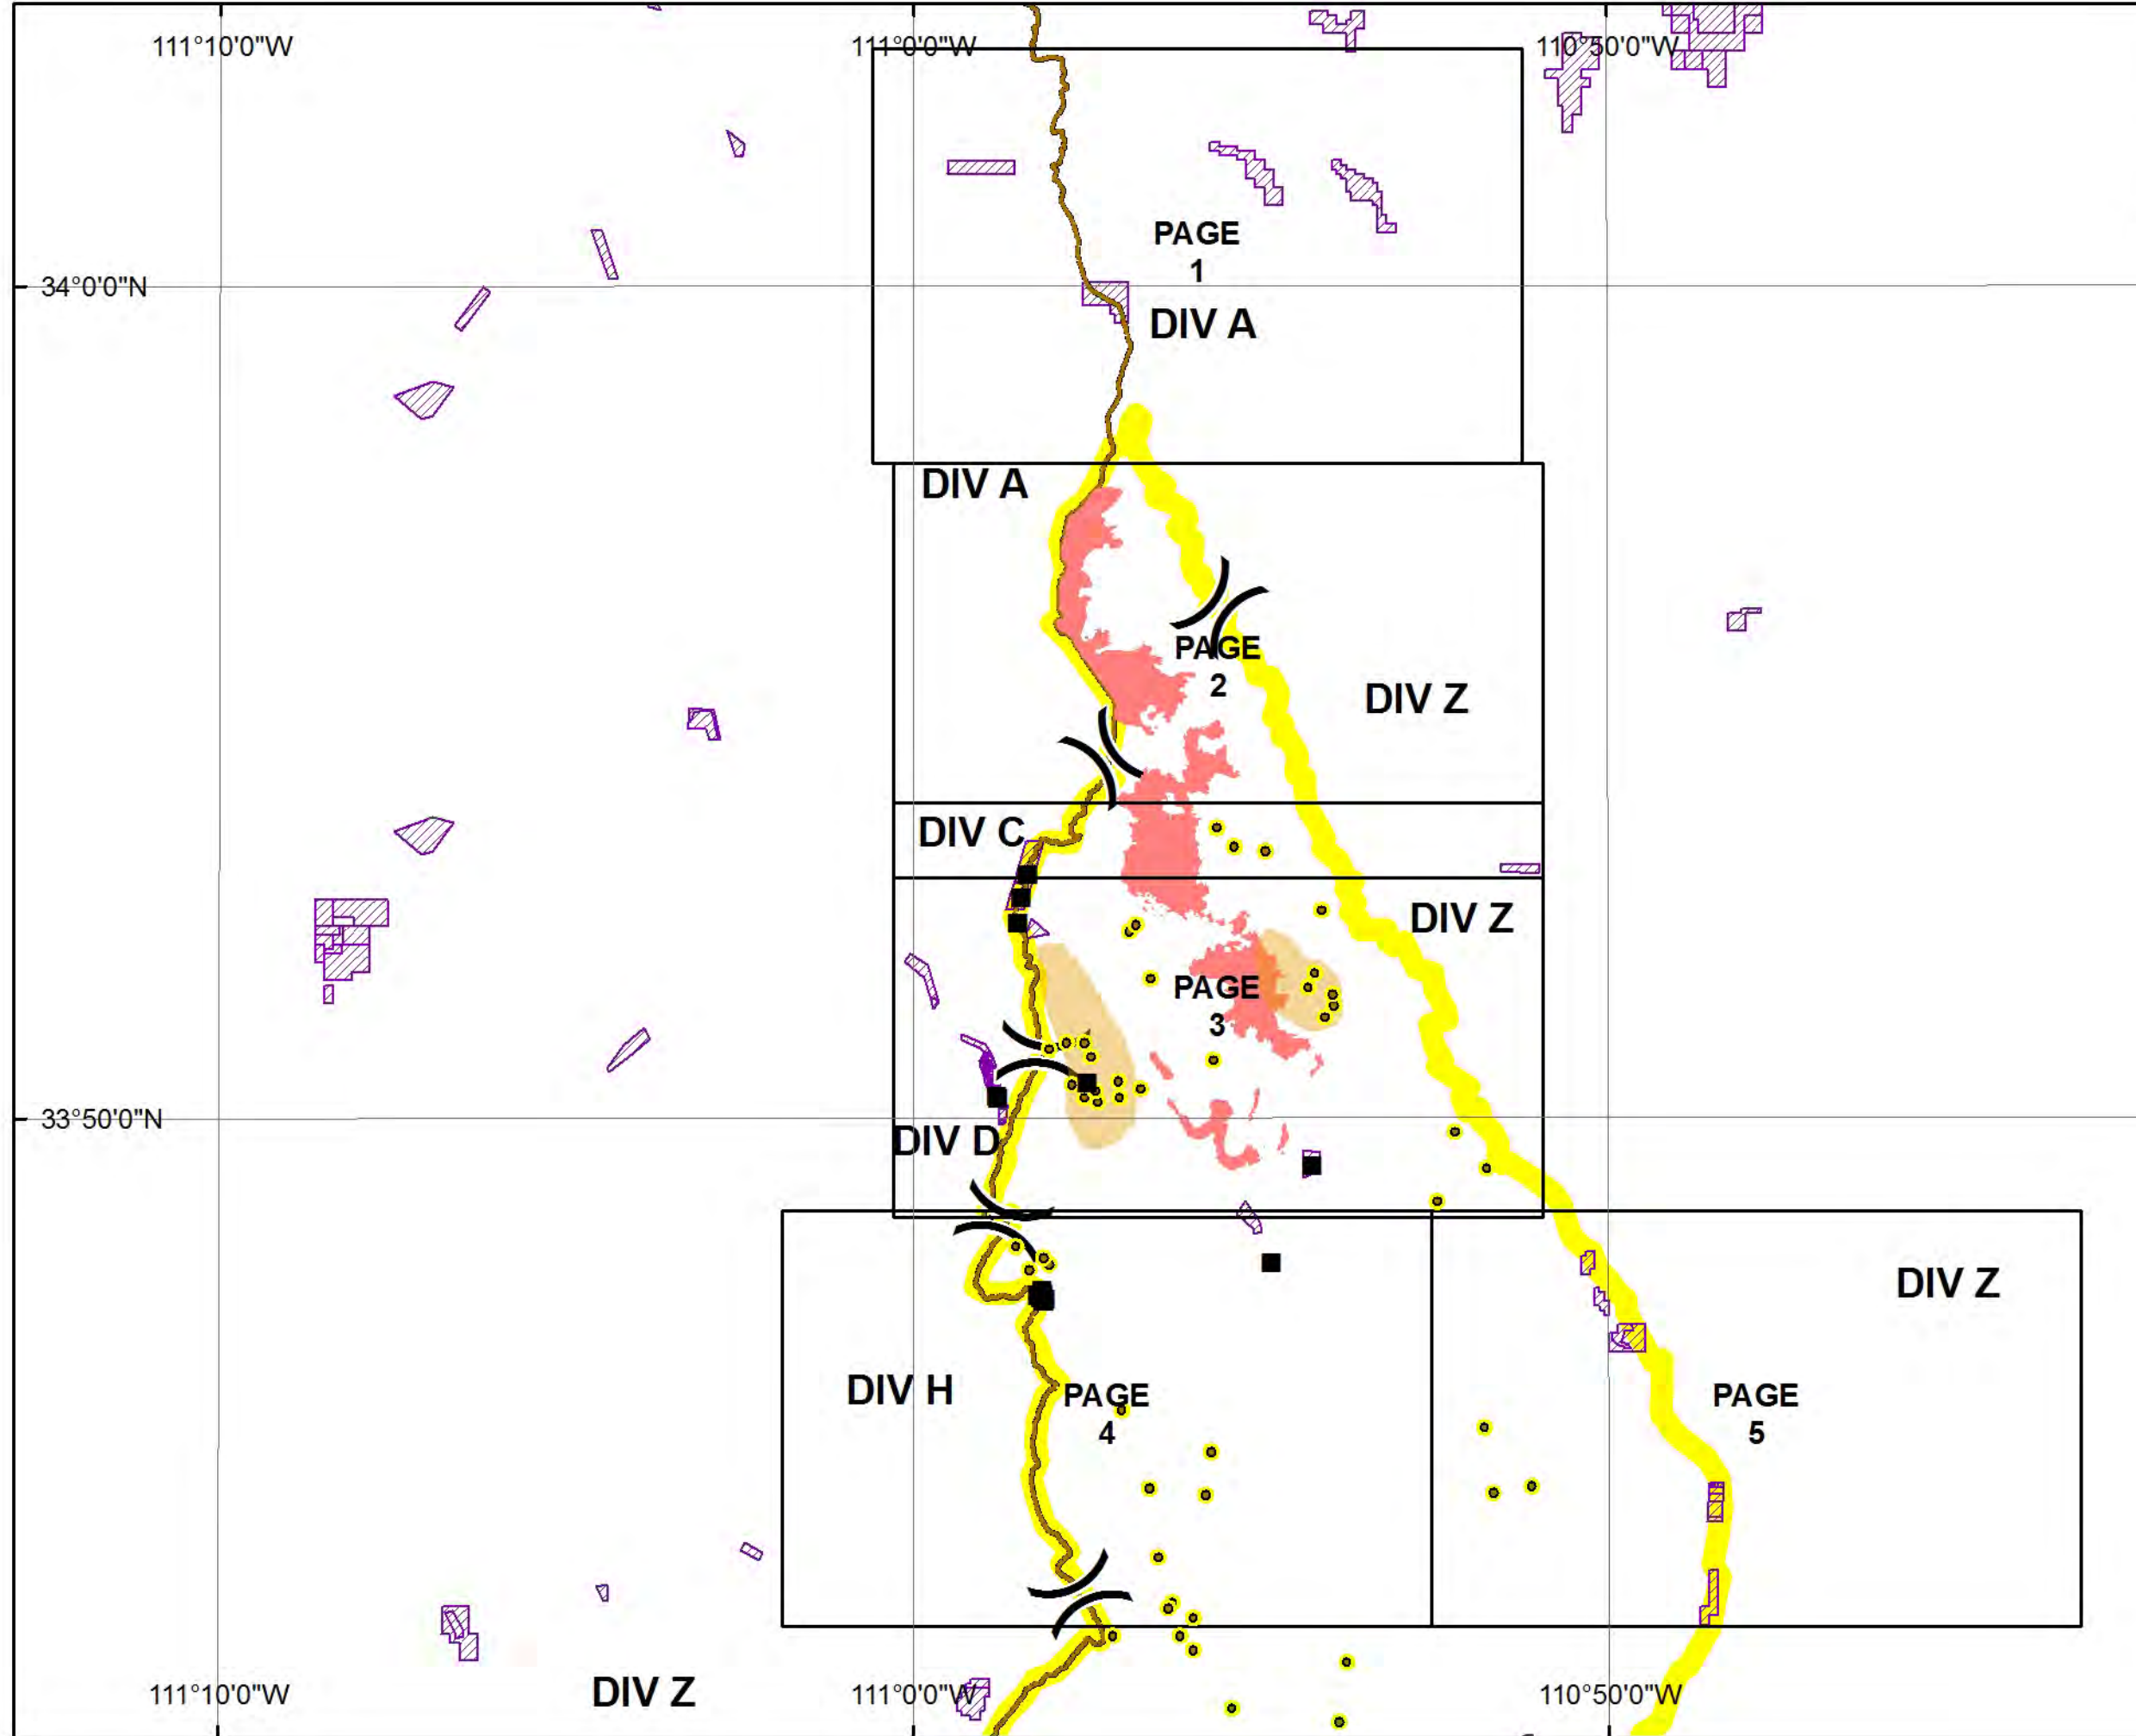 111°10'0"W
111°0'0"W
110°50'0"W
PAGE
1
34°0'0"N
DIV A
DIV A
PAGE
2
DIV Z
DIV C
DIV Z
PAGE
3
33°50'0"N
DIV D
DIV Z
DIV H
PAGE
4
PAGE
5
DIV Z
111°10'0"W
111°0'0"W
110°50'0"W